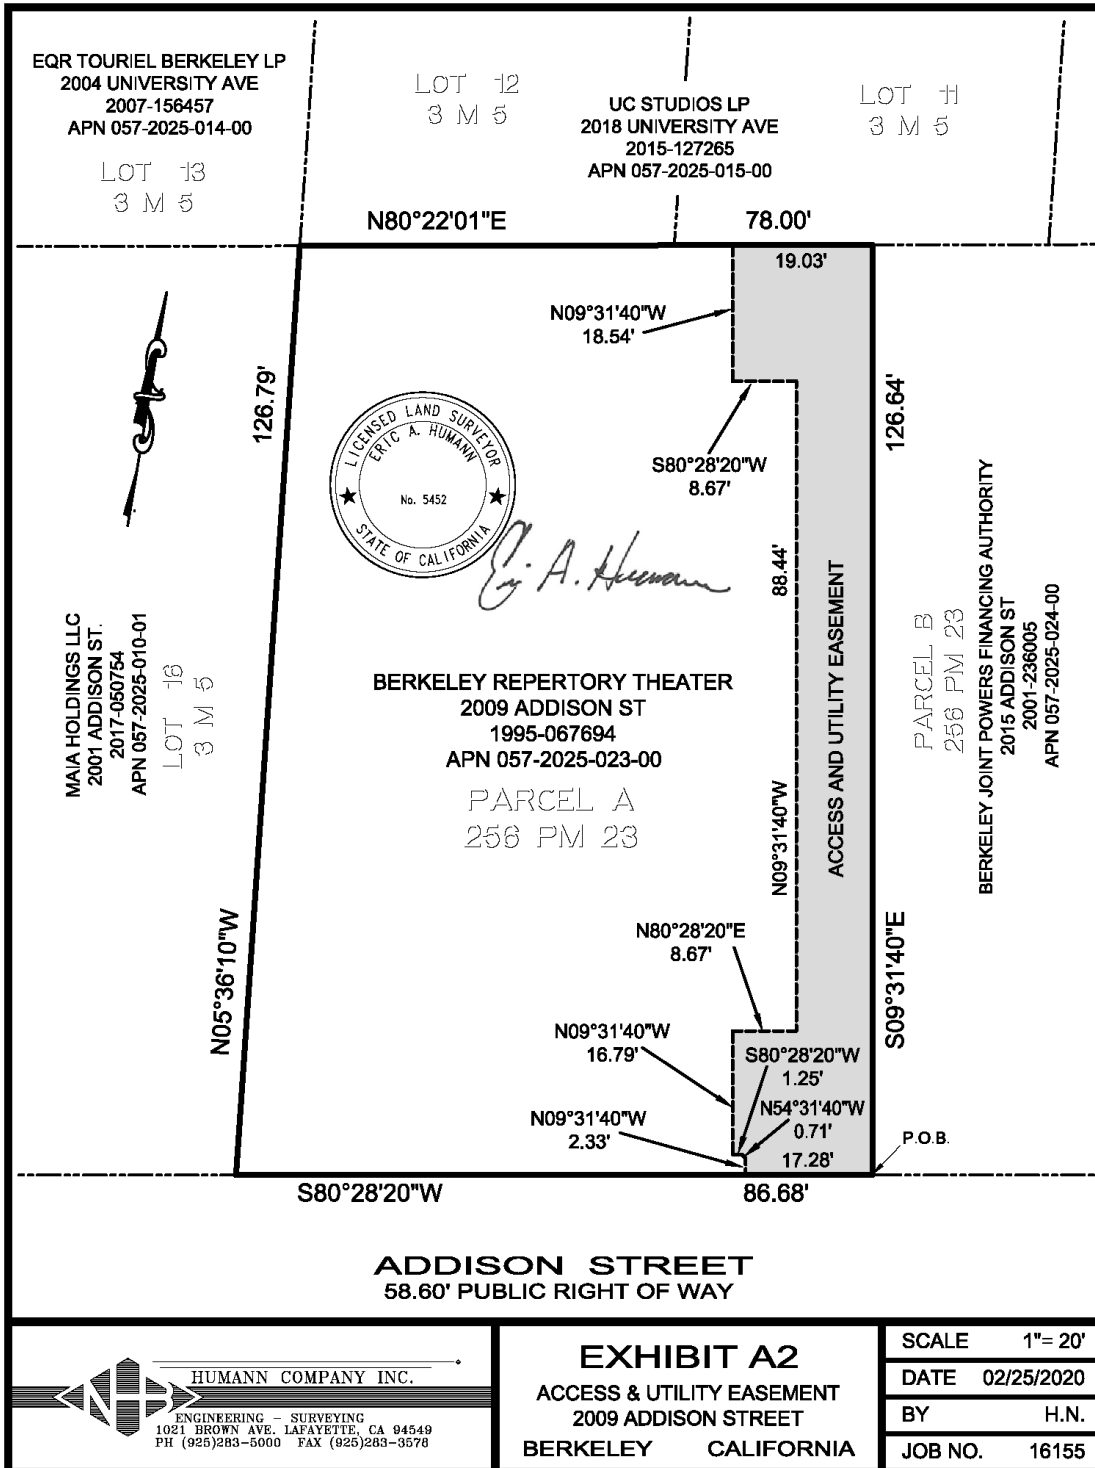 EQR TOURIEL BERKELEY LP
2004 UNIVERSITY AVE
2007-156457
APN 057-2025-014-00
LOT 13
3 M 5
LOT 12
3 M 5
UC STUDIOS LP
2018 UNIVERSITY AVE
2015-127265
APN 057-2025-015-00
LOT 11
3 M 5
N80°22'01"E
78.00'
19.03'
N09°31'40"W
18.54'
126.79'
126.64'
S80°28'20"W
8.67'
LICENSED LAND SURVEYOR
ERIC A. HUMANN
No. 5452
STATE OF CALIFORNIA
Eric A. Humann
88.44'
N09°31'40"W
ACCESS AND UTILITY EASEMENT
MAIA HOLDINGS LLC
2001 ADDISON ST.
2017-050754
APN 057-2025-010-01
LOT 16
3 M 5
BERKELEY REPERTORY THEATER
2009 ADDISON ST
1995-067694
APN 057-2025-023-00
PARCEL A
256 PM 23
PARCEL B
256 PM 23
BERKELEY JOINT POWERS FINANCING AUTHORITY
2015 ADDISON ST
2001-236005
APN 057-2025-024-00
N05°36'10"W
S09°31'40"E
N80°28'20"E
8.67'
N09°31'40"W
16.79'
S80°28'20"W
1.25'
N54°31'40"W
0.71'
N09°31'40"W
2.33'
17.28'
P.O.B.
S80°28'20"W
86.68'
ADDISON STREET
58.60' PUBLIC RIGHT OF WAY
NHB
HUMANN COMPANY INC.
ENGINEERING – SURVEYING
1021 BROWN AVE. LAFAYETTE, CA 94549
PH (925)283-5000 FAX (925)283-3578
EXHIBIT A2
ACCESS & UTILITY EASEMENT
2009 ADDISON STREET
BERKELEY CALIFORNIA
SCALE 1"= 20'
DATE 02/25/2020
BY H.N.
JOB NO. 16155